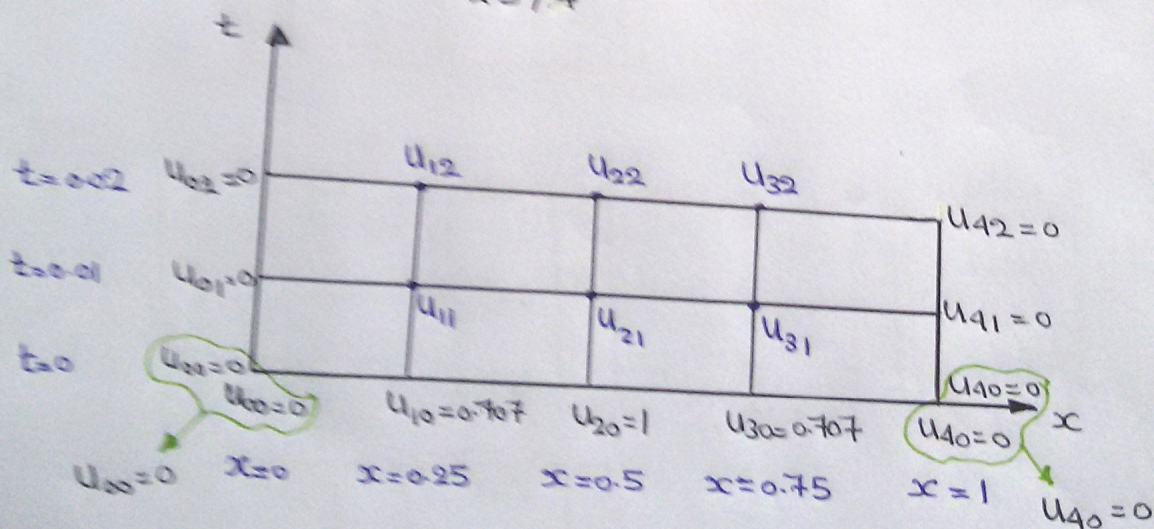 t
t=0.02 u02=0 u12 u22 u32 u42=0
t=0.01 u01=0 u11 u21 u31 u41=0
t=0 u00=0 u40=0
u00=0 u10=0.707 u20=1 u30=0.707 u40=0 x
u00=0 x=0 x=0.25 x=0.5 x=0.75 x=1 u40=0